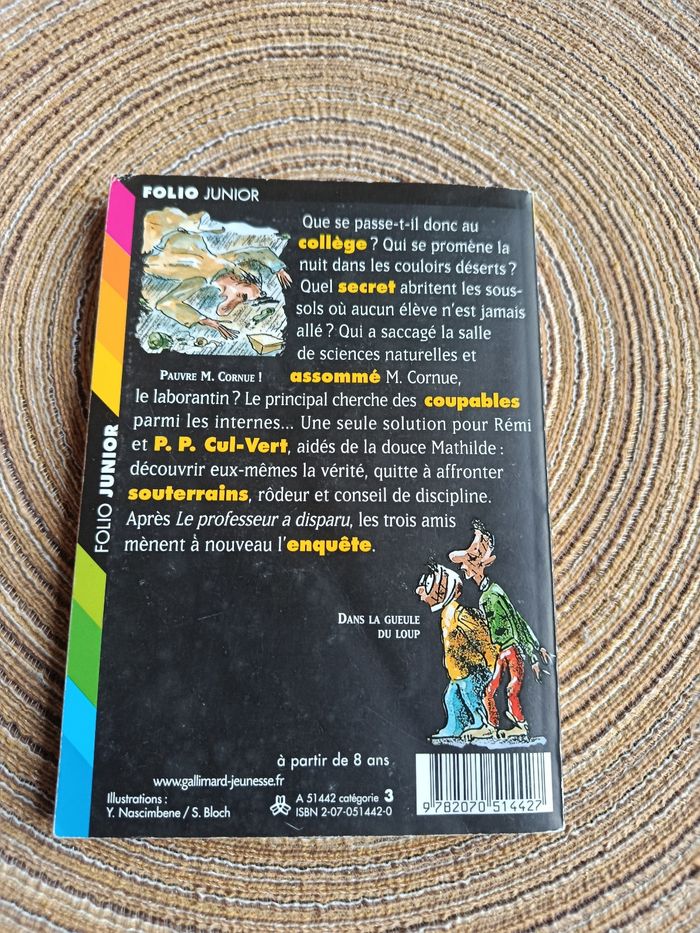 FOLIO JUNIOR
Que se passe-t-il donc au
collège ? Qui se promène la
nuit dans les couloirs déserts ?
Quel secret abritent les sous-
sols où aucun élève n'est jamais
allé ? Qui a saccagé la salle
de sciences naturelles et
PAUVRE M. CORNUE !
assommé M. Cornue,
le laborantin ? Le principal cherche des coupables
parmi les internes... Une seule solution pour Rémi
et P. P. Cul-Vert, aidés de la douce Mathilde :
découvrir eux-mêmes la vérité, quitte à affronter
souterrains, rôdeur et conseil de discipline.
Après Le professeur a disparu, les trois amis
mènent à nouveau l'enquête.
FOLIO JUNIOR
DANS LA GUEULE
DU LOUP
à partir de 8 ans
www.gallimard-jeunesse.fr
Illustrations :
Y. Nascimbene / S. Bloch
A 51442 catégorie 3
ISBN 2-07-051442-0
9 782070 514427